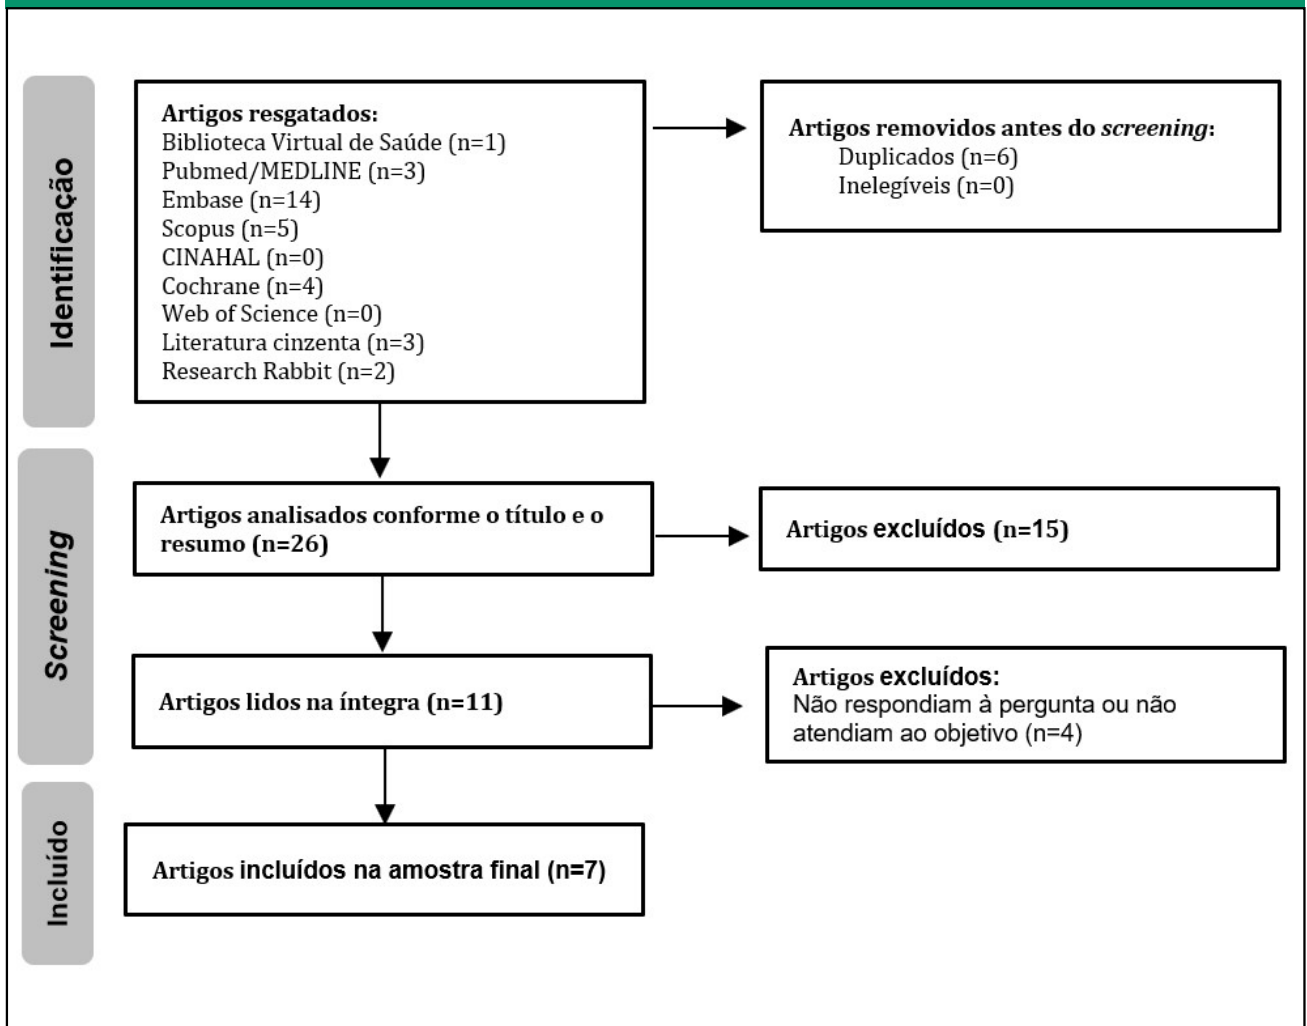 Identificação
Artigos resgatados:
Biblioteca Virtual de Saúde (n=1)
Pubmed/MEDLINE (n=3)
Embase (n=14)
Scopus (n=5)
CINAHAL (n=0)
Cochrane (n=4)
Web of Science (n=0)
Literatura cinzenta (n=3)
Research Rabbit (n=2)
Artigos removidos antes do screening:
Duplicados (n=6)
Inelegíveis (n=0)
Screening
Artigos analisados conforme o título e o
resumo (n=26)
Artigos excluídos (n=15)
Artigos lidos na íntegra (n=11)
Artigos excluídos:
Não respondiam à pergunta ou não
atendiam ao objetivo (n=4)
Incluído
Artigos incluídos na amostra final (n=7)